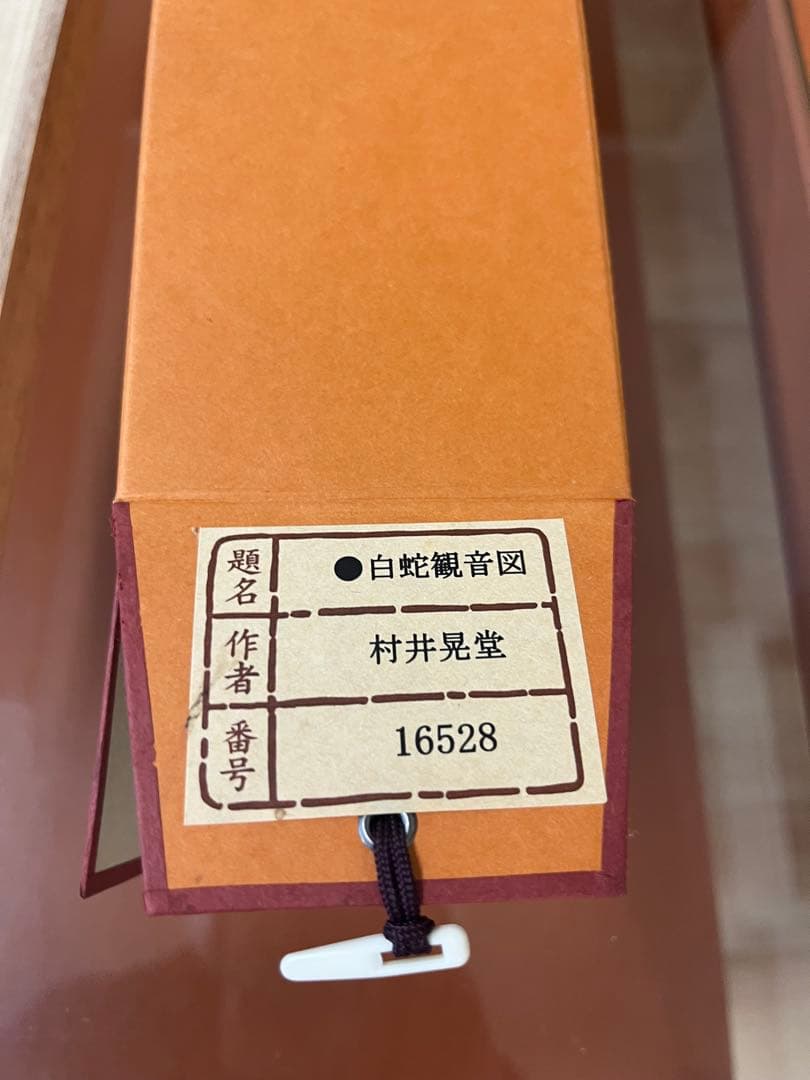 題名 ●白蛇観音図
作者 村井晃堂
番号 16528